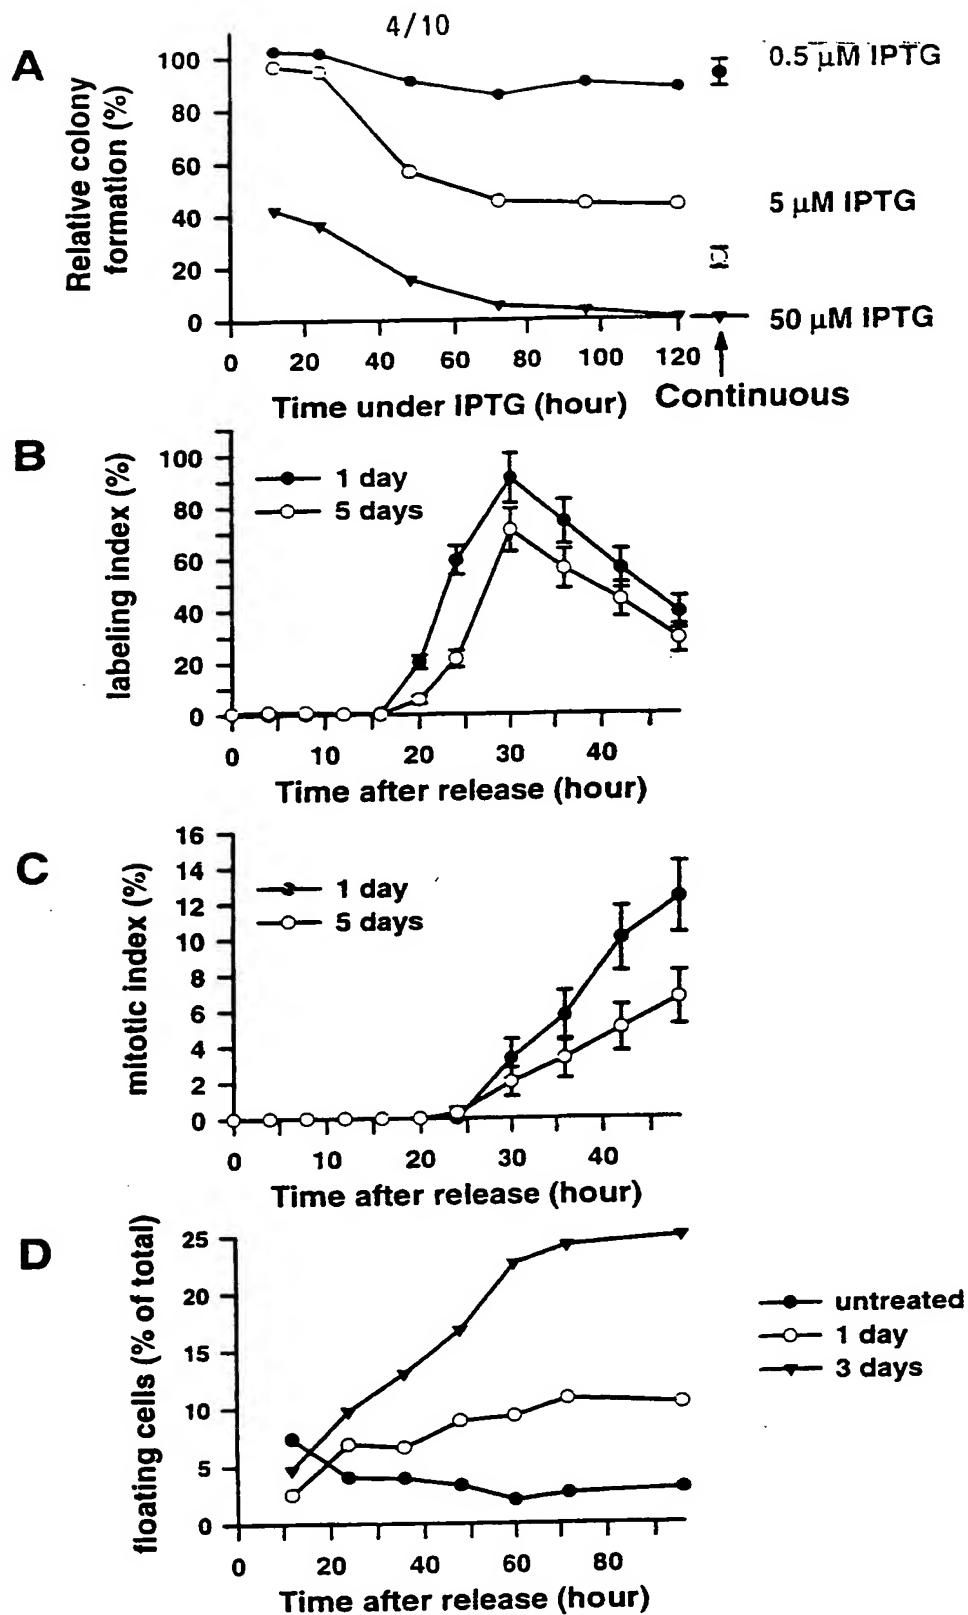 4/10
A
Relative colony
formation (%)
100
80
60
40
20
0
0 20 40 60 80 100 120
Time under IPTG (hour)
0.5 µM IPTG
5 µM IPTG
50 µM IPTG
Continuous
B
labeling index (%)
100
80
60
40
20
0
1 day
5 days
0 10 20 30 40
Time after release (hour)
C
mitotic index (%)
16
14
12
10
8
6
4
2
0
1 day
5 days
0 10 20 30 40
Time after release (hour)
D
floating cells (% of total)
25
20
15
10
5
0
0 20 40 60 80
Time after release (hour)
untreated
1 day
3 days